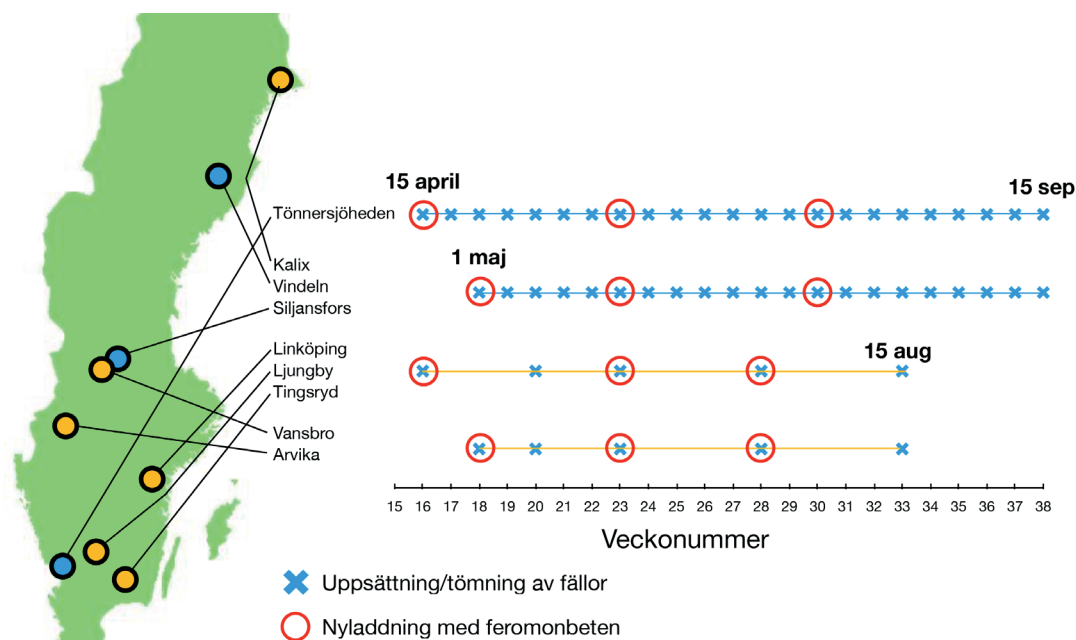 15 april
15 sep
Tönnersjöheden
1 maj
Kalix
Vindeln
Siljansfors
Linköping
Ljungby
Tingsryd
15 aug
Vansbro
Arvika
15 16 17 18 19 20 21 22 23 24 25 26 27 28 29 30 31 32 33 34 35 36 37 38
Veckonummer
Uppsättning/tömning av fällor
Nyladdning med feromonbeten